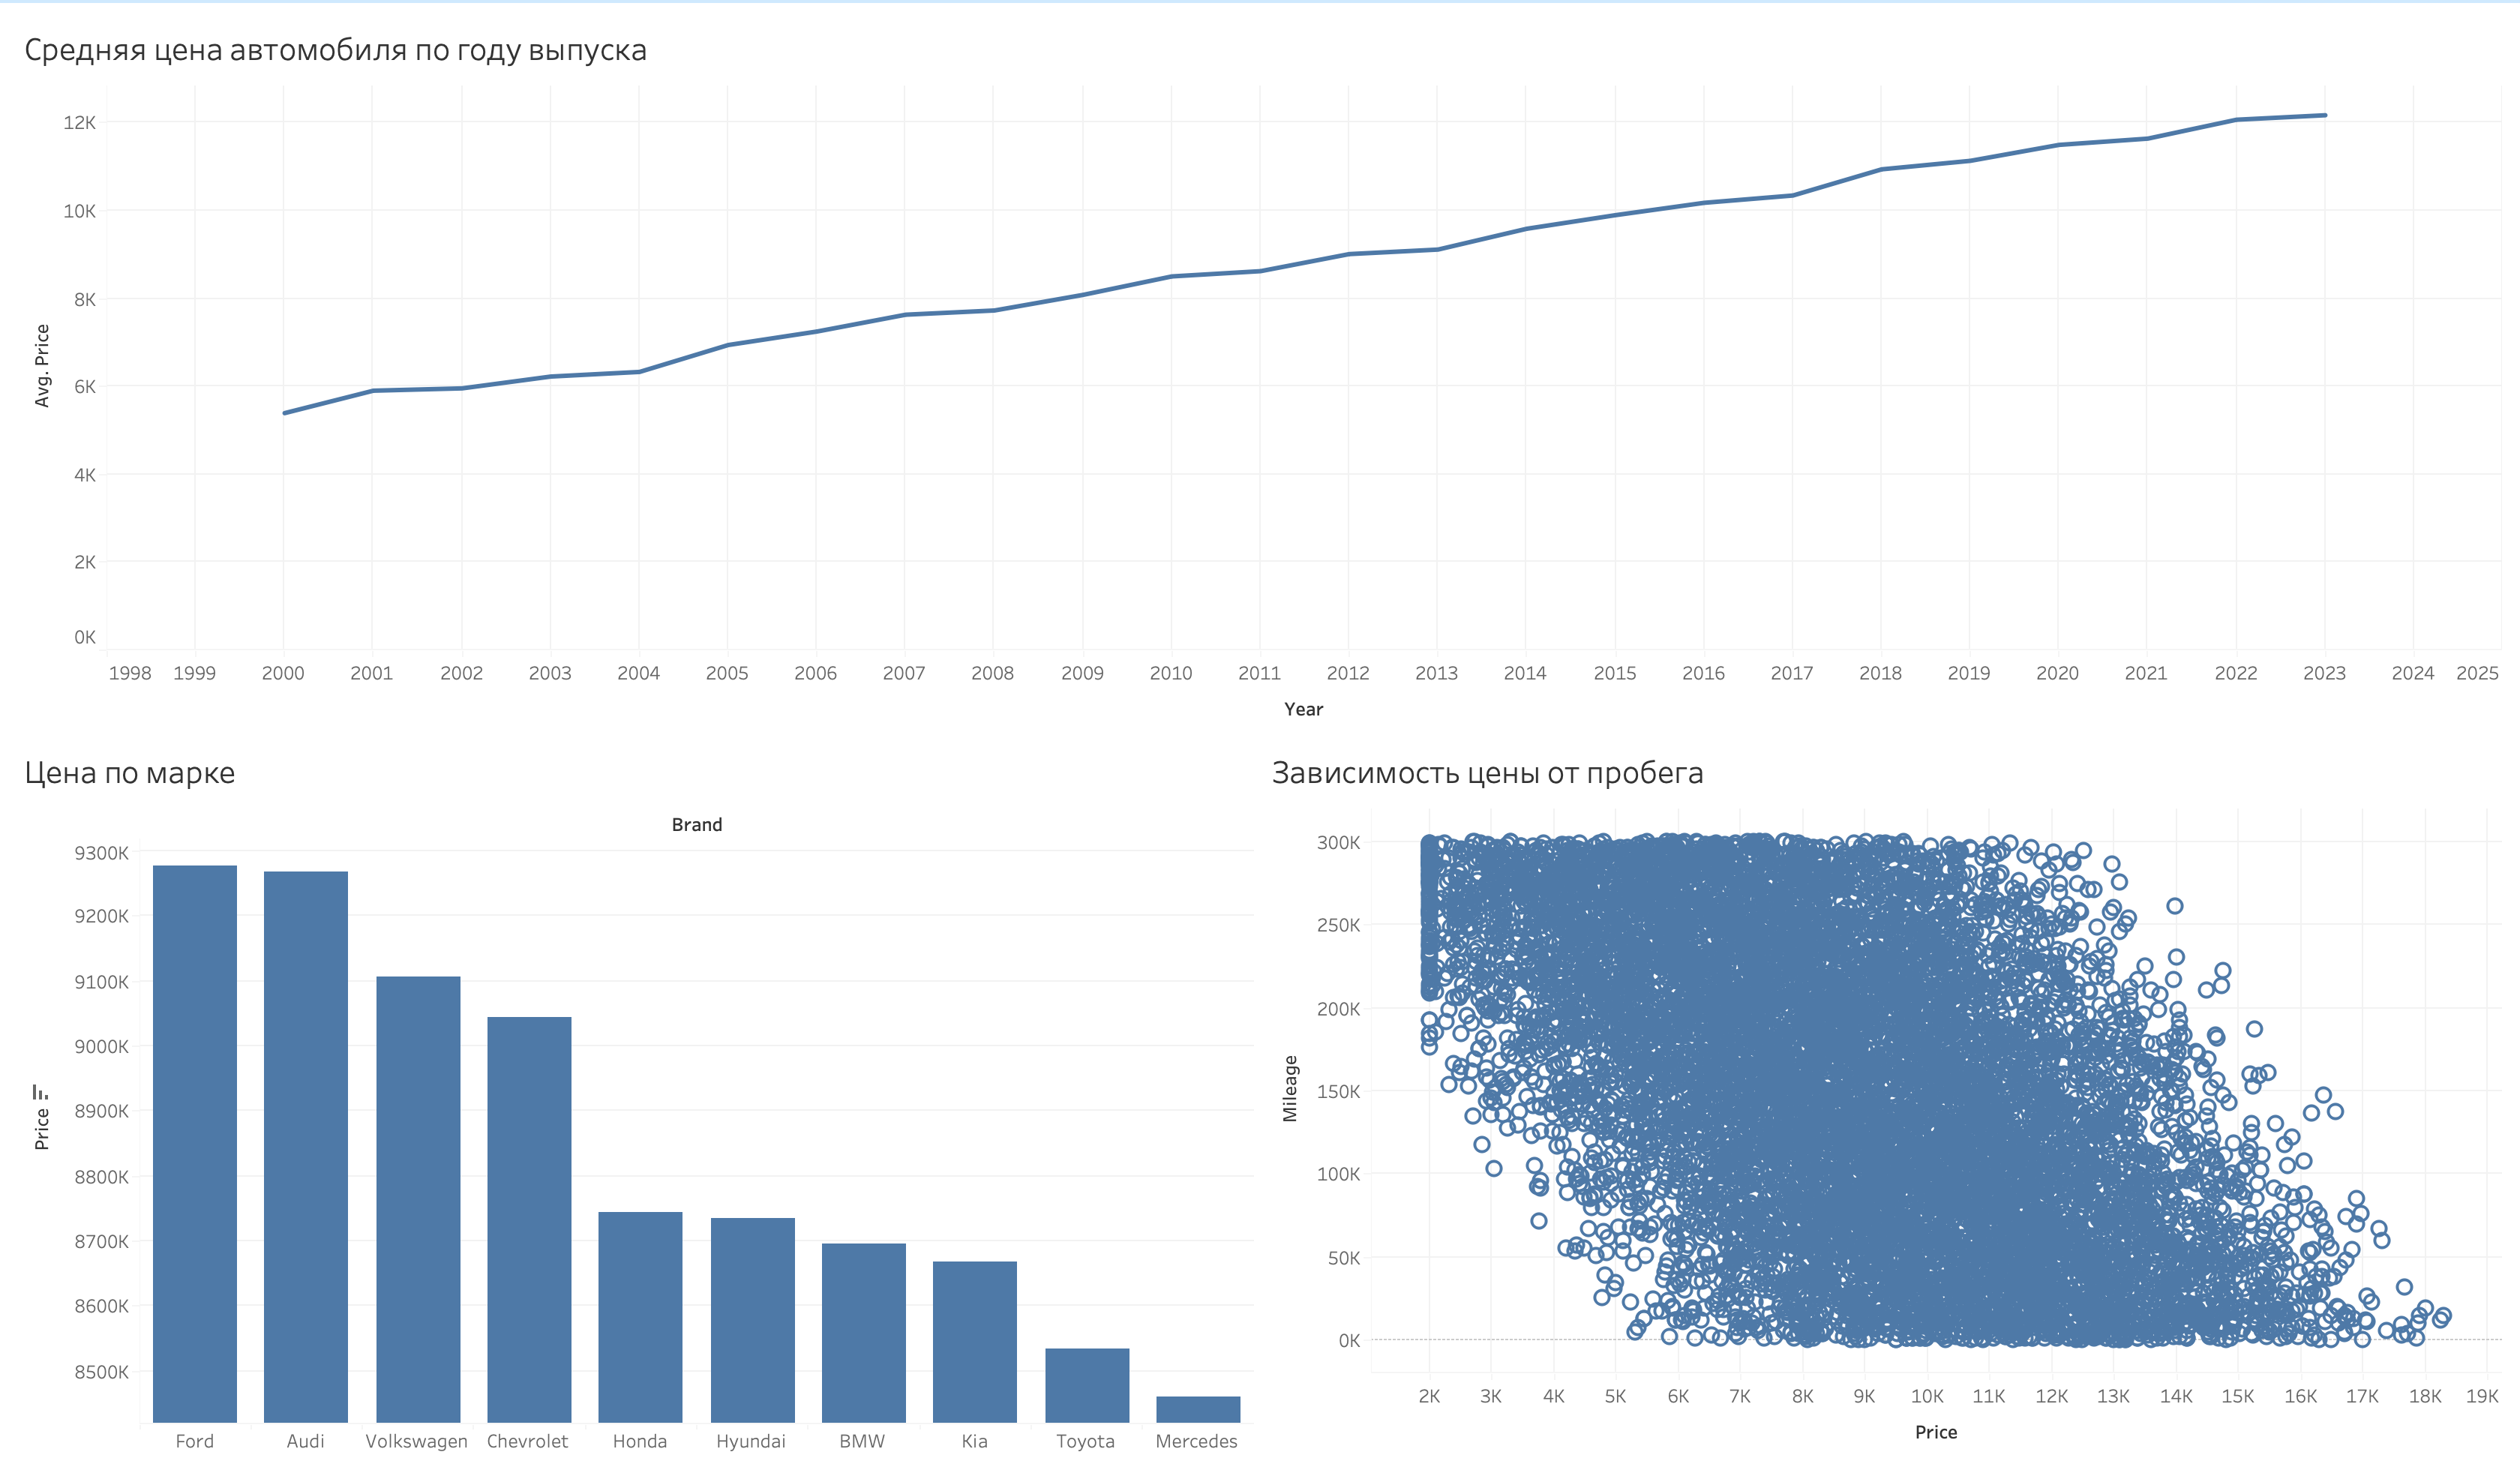 Средняя цена автомобиля по году выпуска
12K
10K
8K
6K
4K
2K
0K
Avg. Price
1998 1999 2000 2001 2002 2003 2004 2005 2006 2007 2008 2009 2010 2011 2012 2013 2014 2015 2016 2017 2018 2019 2020 2021 2022 2023 2024 2025
Year
Цена по марке
Brand
9300K
9200K
9100K
9000K
8900K
8800K
8700K
8600K
8500K
Price
Ford Audi Volkswagen Chevrolet Honda Hyundai BMW Kia Toyota Mercedes
Зависимость цены от пробега
300K
250K
200K
150K
100K
50K
0K
Mileage
2K 3K 4K 5K 6K 7K 8K 9K 10K 11K 12K 13K 14K 15K 16K 17K 18K 19K
Price